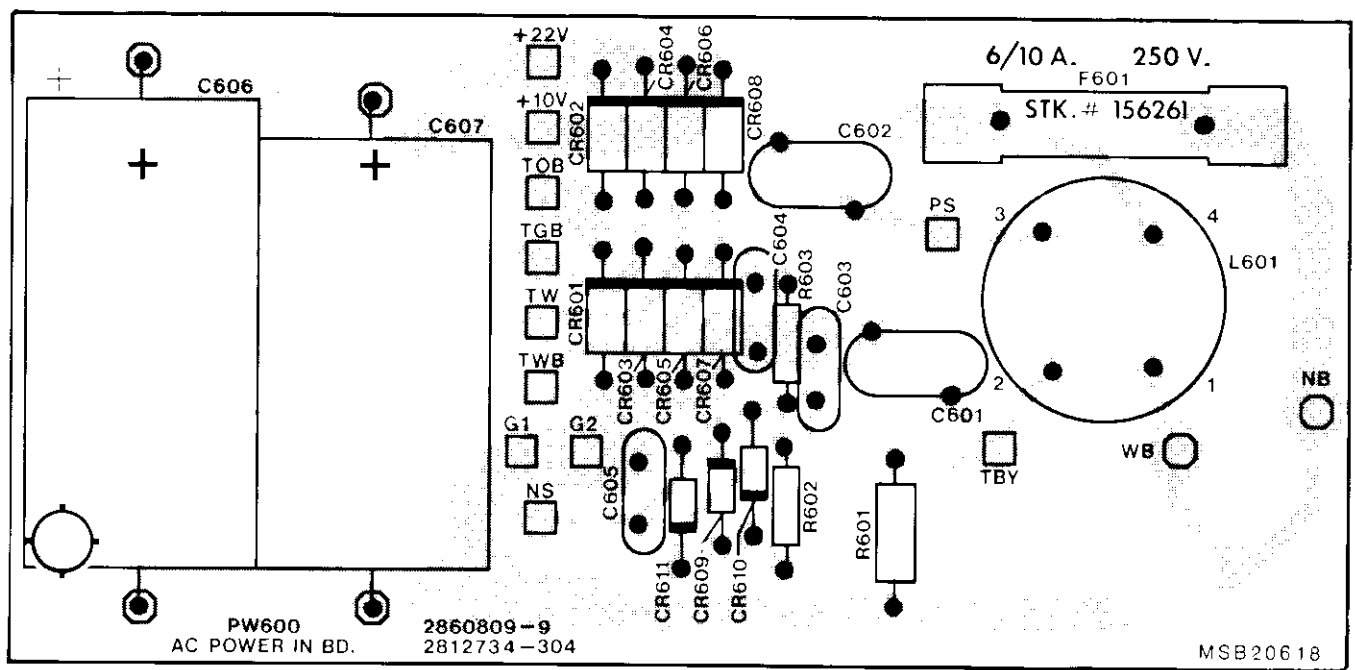 +22V
CR604
CR606
6/10 A. 250 V.
F601
C606
+10V
CR602
CR608
STK.# 156261
C607
C602
TOB
PS
3
4
TGB
L601
C604
R603
C603
TW
CR601
TWB
CR603
CR605
CR607
2
1
NB
C601
G1
G2
WB
TBY
C605
NS
R602
R601
CR611
CR609
CR610
PW600 2860809-9
AC POWER IN BD. 2812734-304
MSB20618
+
+
+